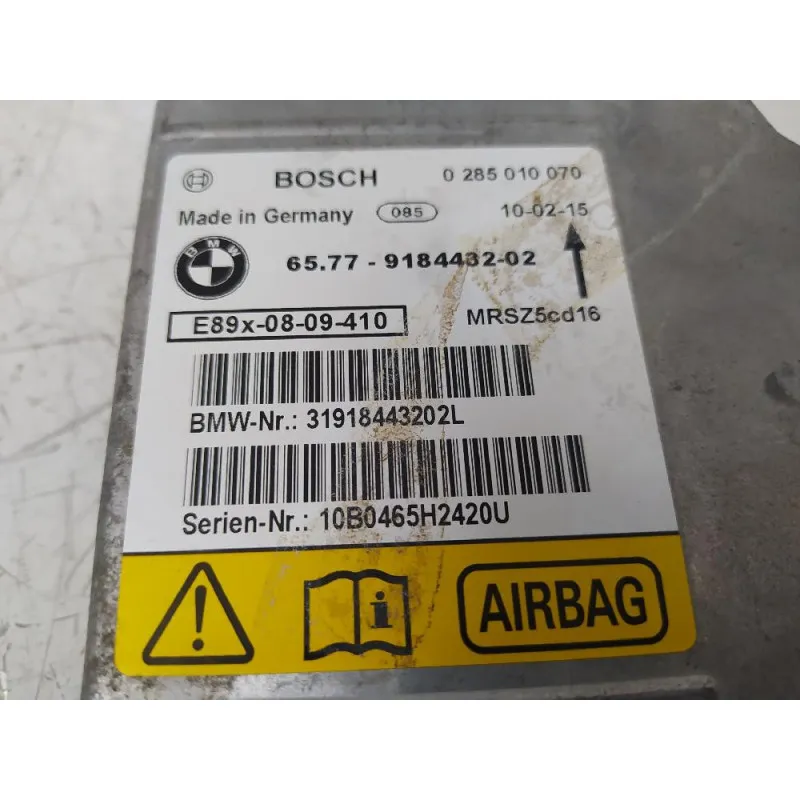 BOSCH 0 285 010 070
Made in Germany 085 10-02-15
BMW
65.77 - 9184432-02
E89x-08-09-410 MRSZ5cd16
BMW-Nr.: 31918443202L
Serien-Nr.: 10B0465H2420U
! i AIRBAG